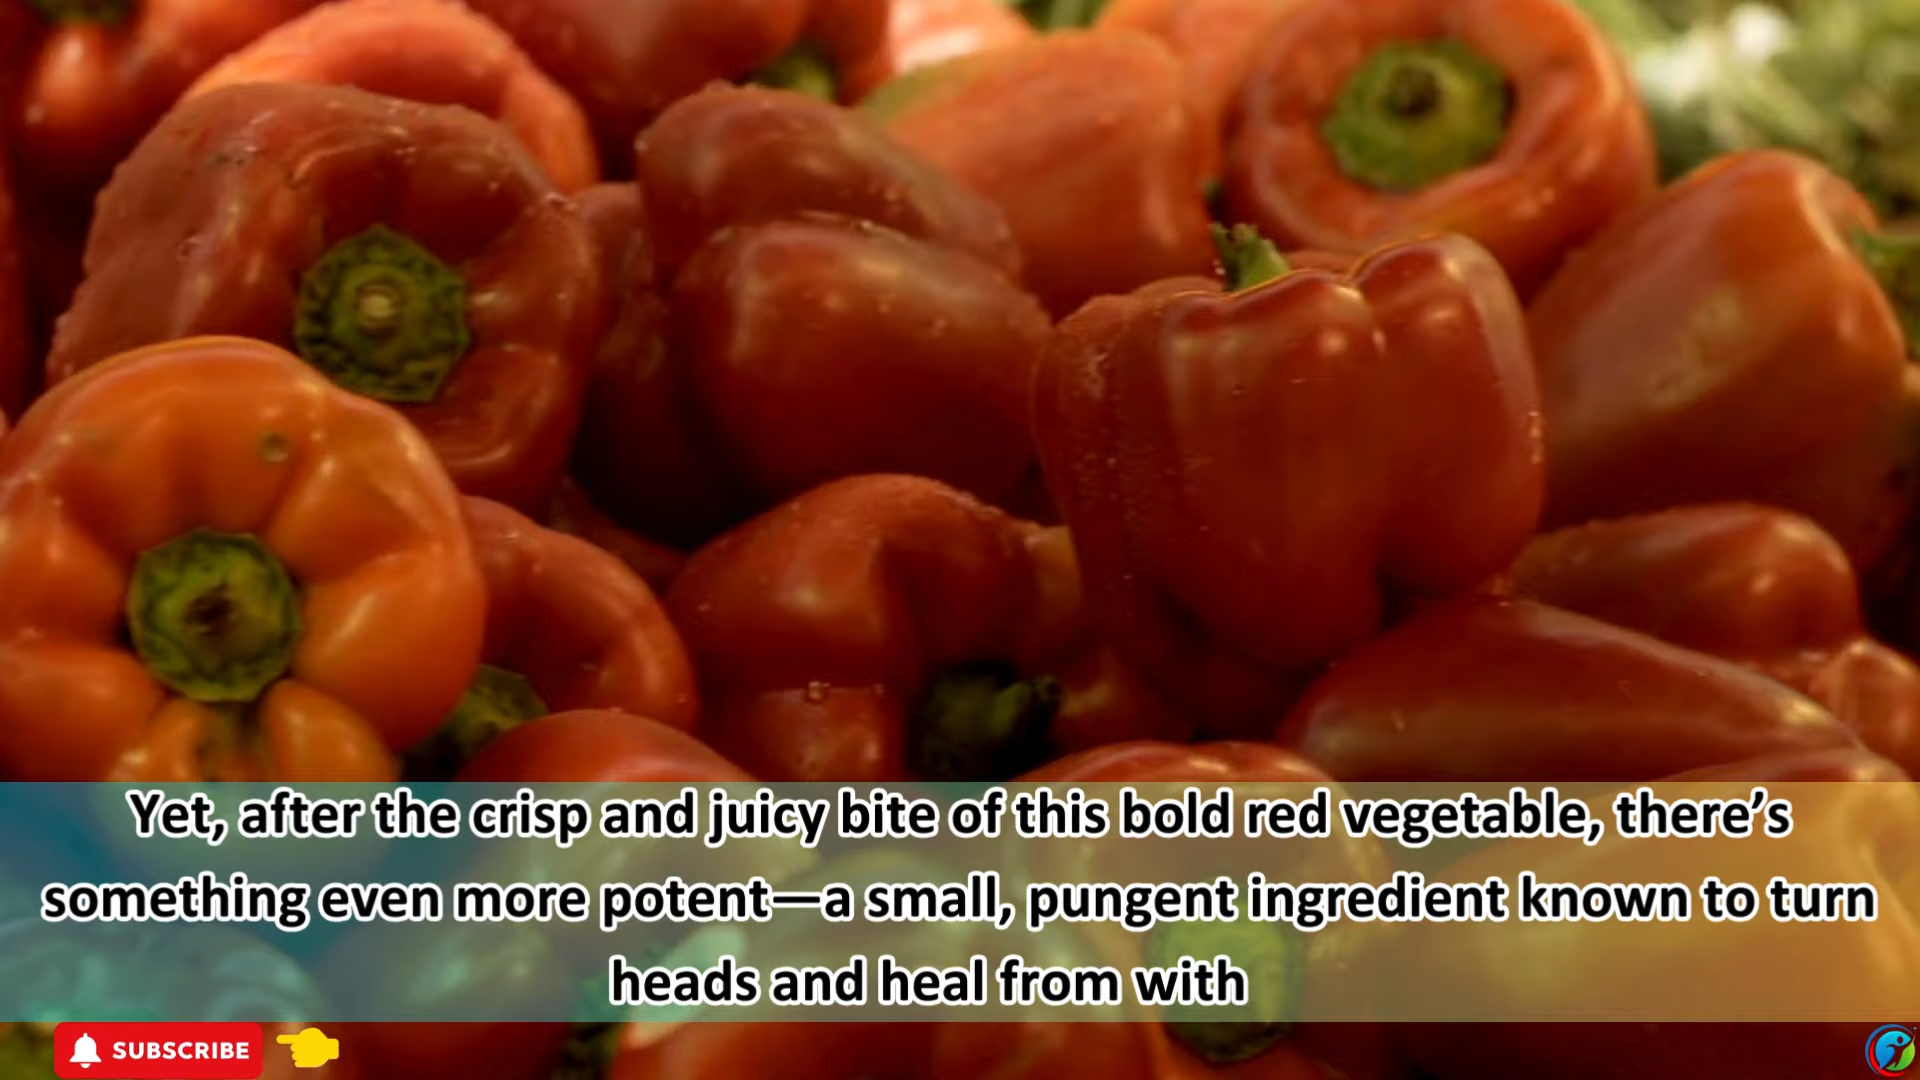 Yet, after the crisp and juicy bite of this bold red vegetable, there’s
something even more potent—a small, pungent ingredient known to turn
heads and heal from with
SUBSCRIBE